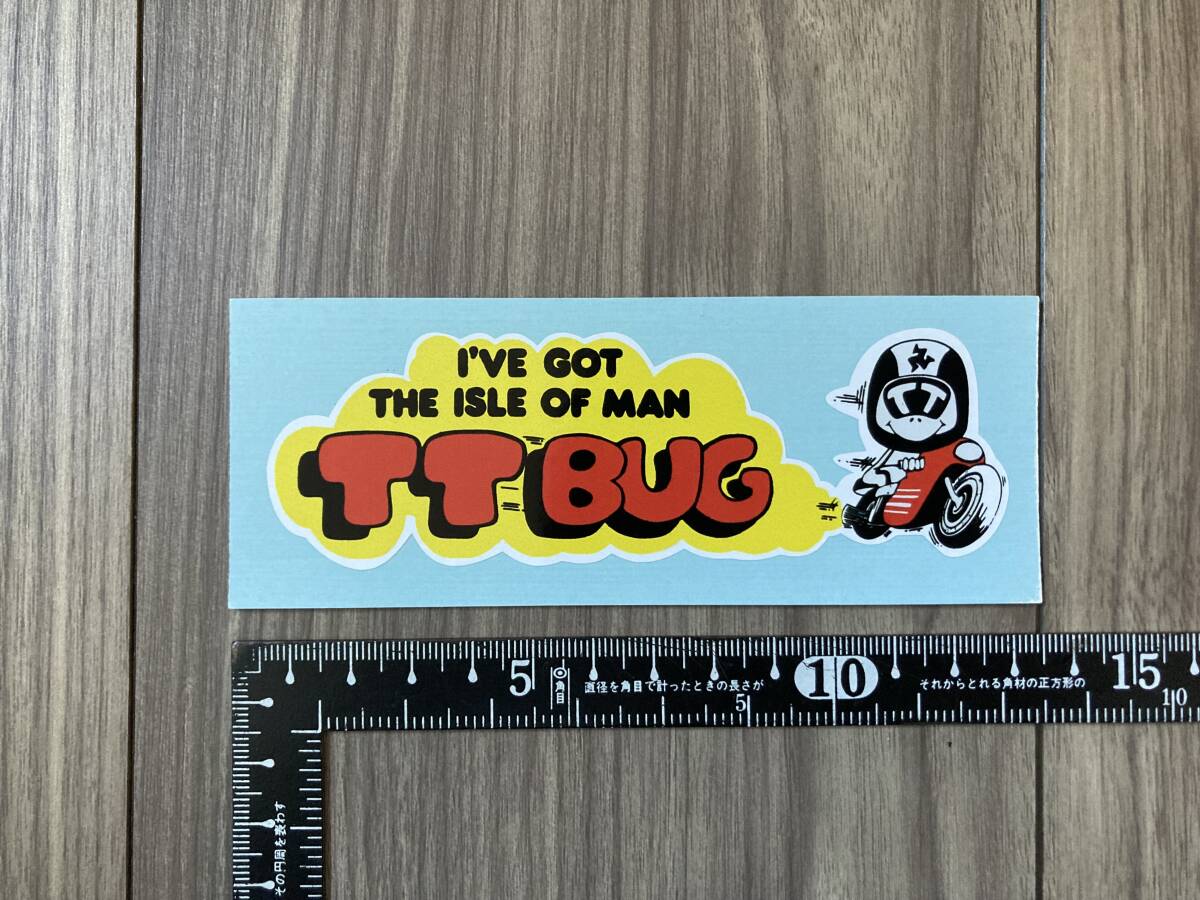 I'VE GOT
THE ISLE OF MAN
TT BUG
TT
5 角目 直径を角目で計ったときの長さが 10 それからとれる角材の正方形の 15
5 10
その円周を表わす